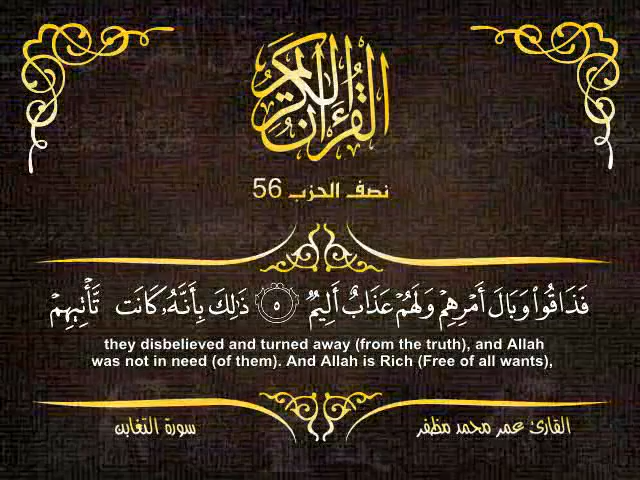 القرآن الكريم
نصف الحزب 56
فَذَاقُوا۟ وَبَالَ أَمْرِهِمْ وَلَهُمْ عَذَابٌ أَلِيمٌ ٥ ذَٰلِكَ بِأَنَّهُۥ كَانَت تَّأْتِيهِمْ
they disbelieved and turned away (from the truth), and Allah
was not in need (of them). And Allah is Rich (Free of all wants),
القارئ عمر محمد مظفر
سورة التغابن